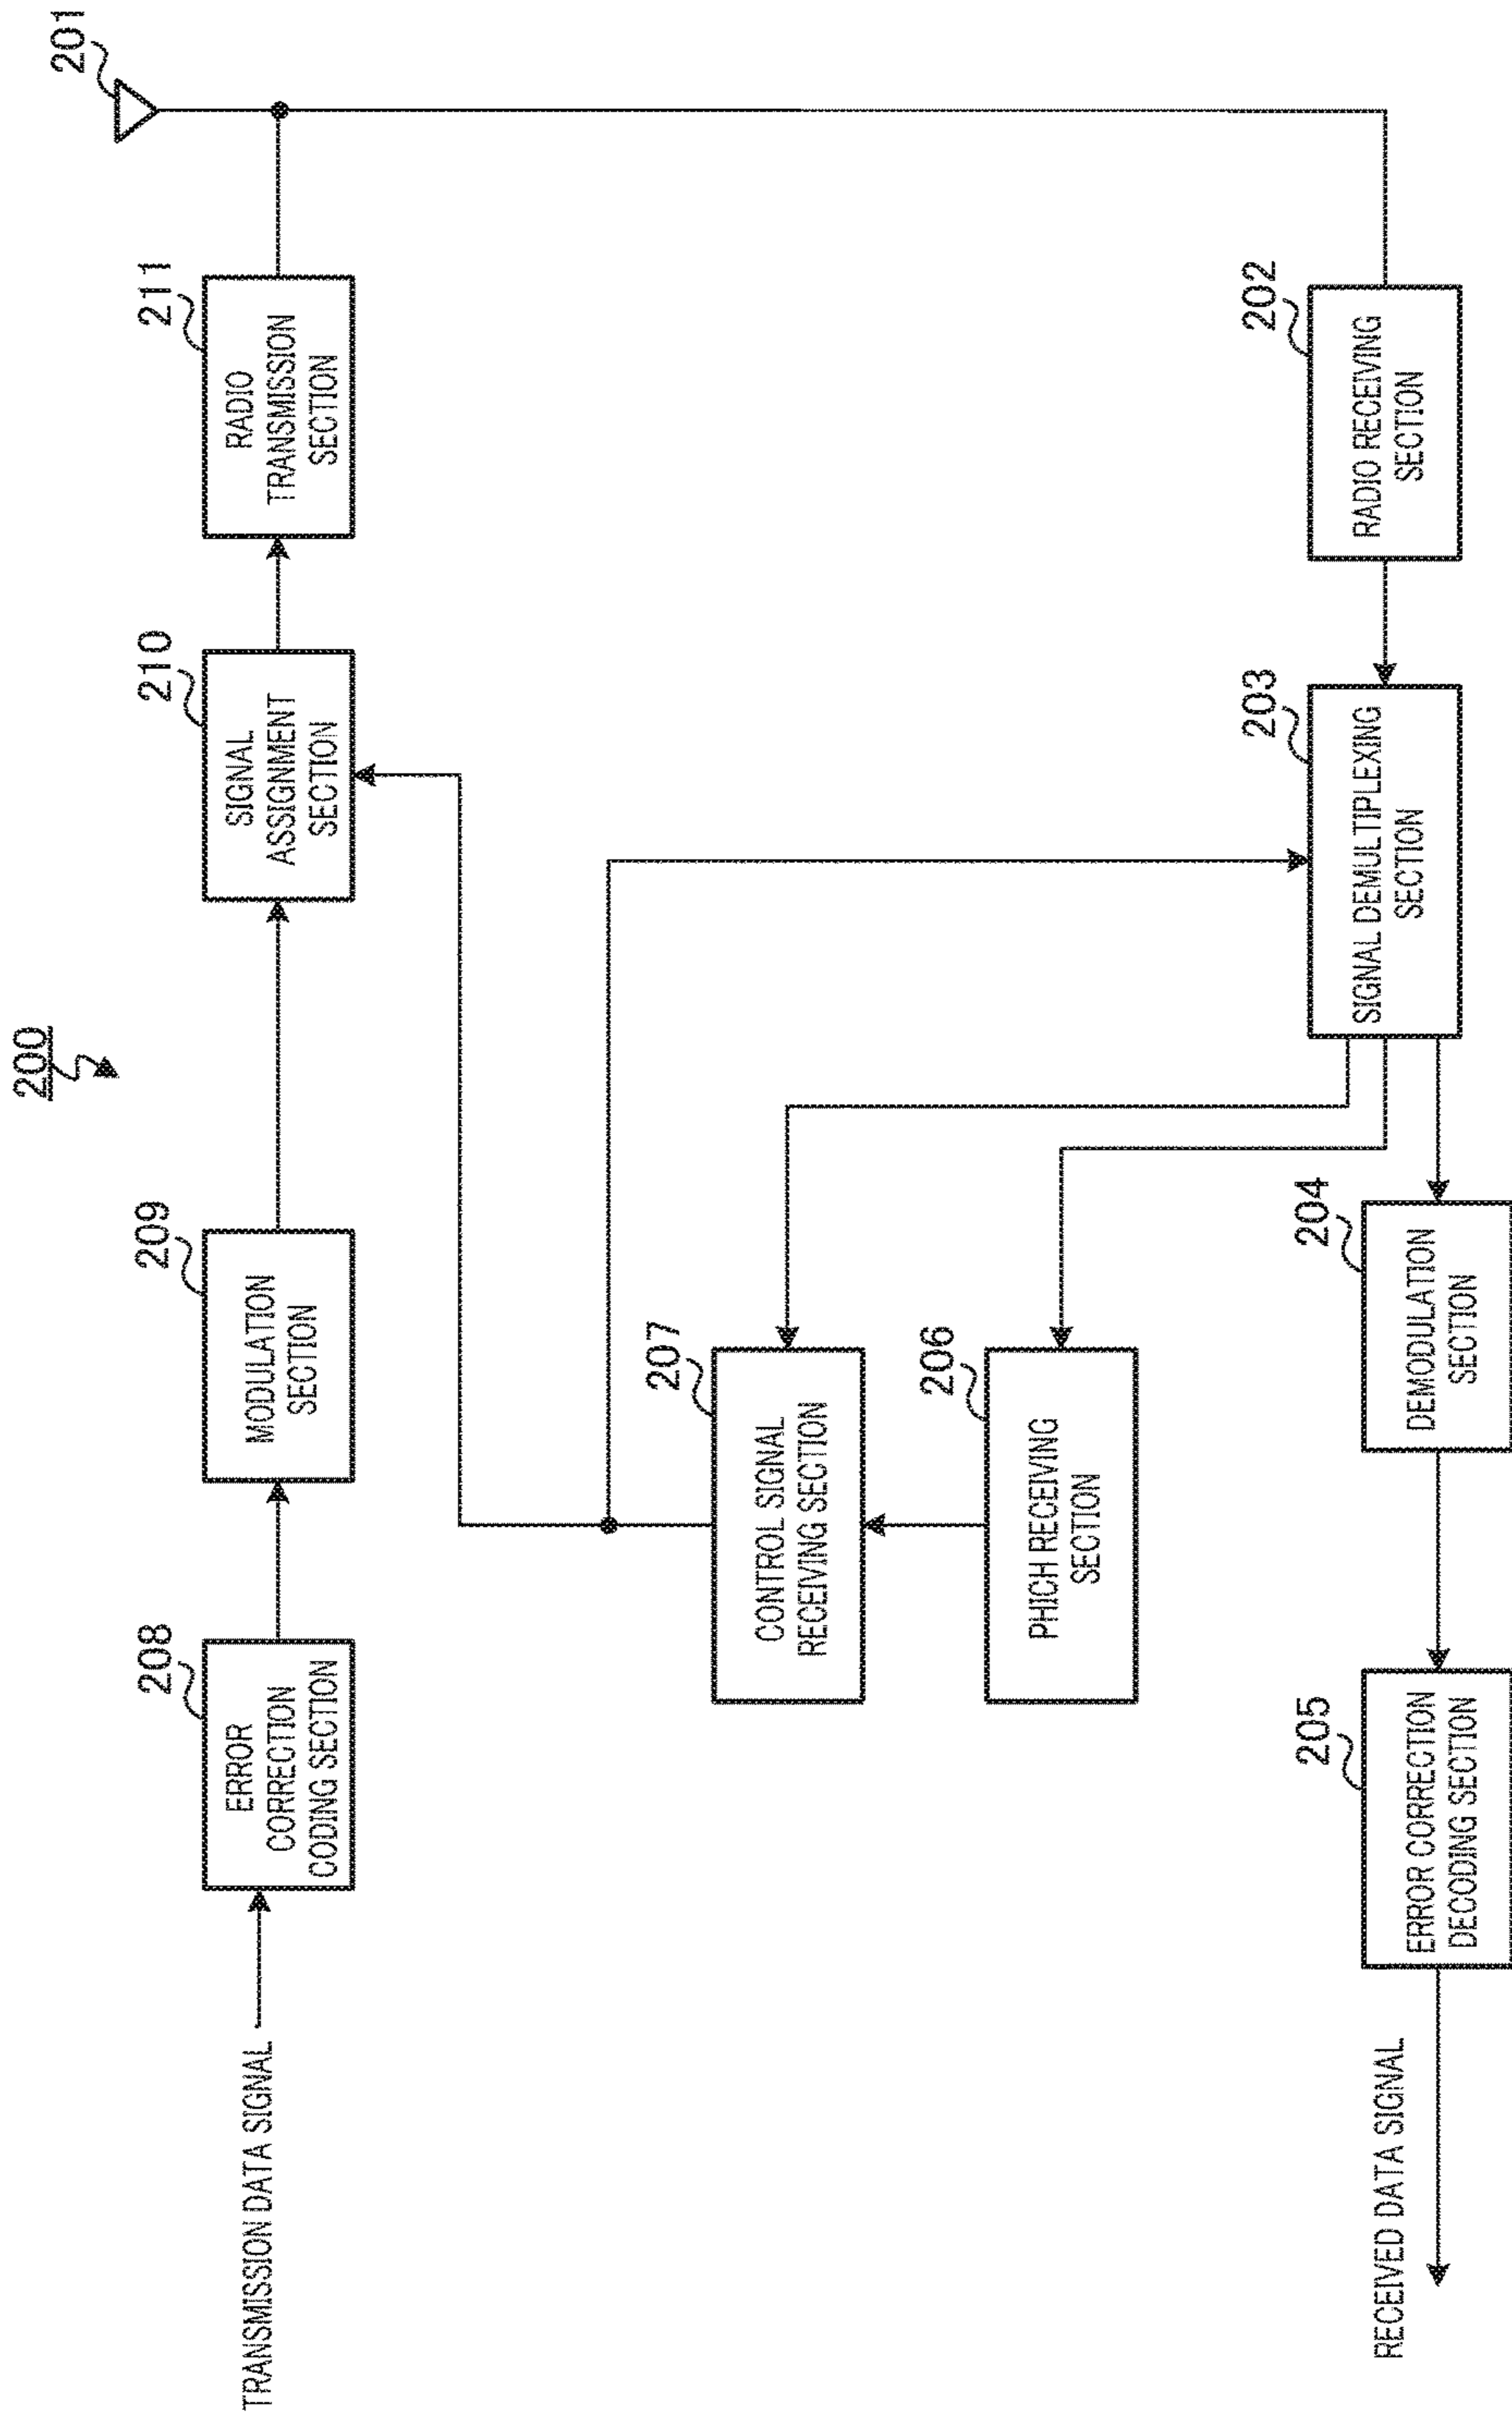 200
201
TRANSMISSION DATA SIGNAL
208
ERROR
CORRECTION
CODING SECTION
209
MODULATION
SECTION
210
SIGNAL
ASSIGNMENT
SECTION
211
RADIO
TRANSMISSION
SECTION
207
CONTROL SIGNAL
RECEIVING SECTION
206
PHICH RECEIVING
SECTION
RECEIVED DATA SIGNAL
205
ERROR CORRECTION
DECODING SECTION
204
DEMODULATION
SECTION
203
SIGNAL DEMULTIPLEXING
SECTION
202
RADIO RECEIVING
SECTION